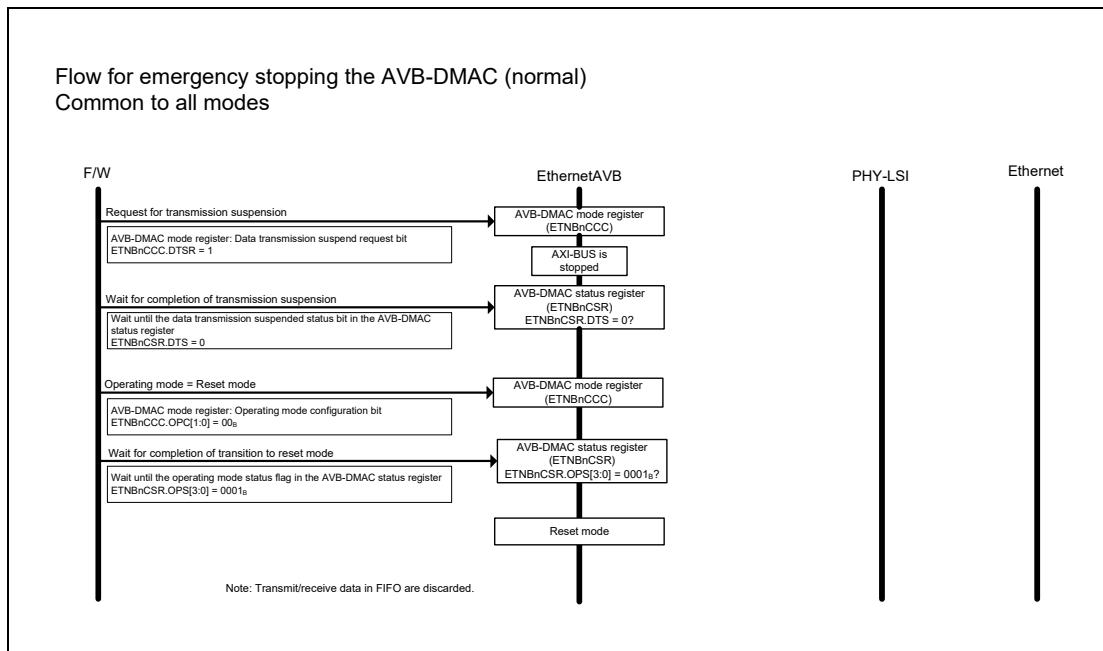 Flow for emergency stopping the AVB-DMAC (normal)
Common to all modes
F/W
EthernetAVB
PHY-LSI
Ethernet
Request for transmission suspension
AVB-DMAC mode register
(ETNBnCCC)
AVB-DMAC mode register: Data transmission suspend request bit
ETNBnCCC.DTSR = 1
AXI-BUS is
stopped
Wait for completion of transmission suspension
AVB-DMAC status register
(ETNBnCSR)
ETNBnCSR.DTS = 0?
Wait until the data transmission suspended status bit in the AVB-DMAC
status register
ETNBnCSR.DTS = 0
Operating mode = Reset mode
AVB-DMAC mode register
(ETNBnCCC)
AVB-DMAC mode register: Operating mode configuration bit
ETNBnCCC.OPC[1:0] = 00B
Wait for completion of transition to reset mode
AVB-DMAC status register
(ETNBnCSR)
ETNBnCSR.OPS[3:0] = 0001B?
Wait until the operating mode status flag in the AVB-DMAC status register
ETNBnCSR.OPS[3:0] = 0001B
Reset mode
Note: Transmit/receive data in FIFO are discarded.